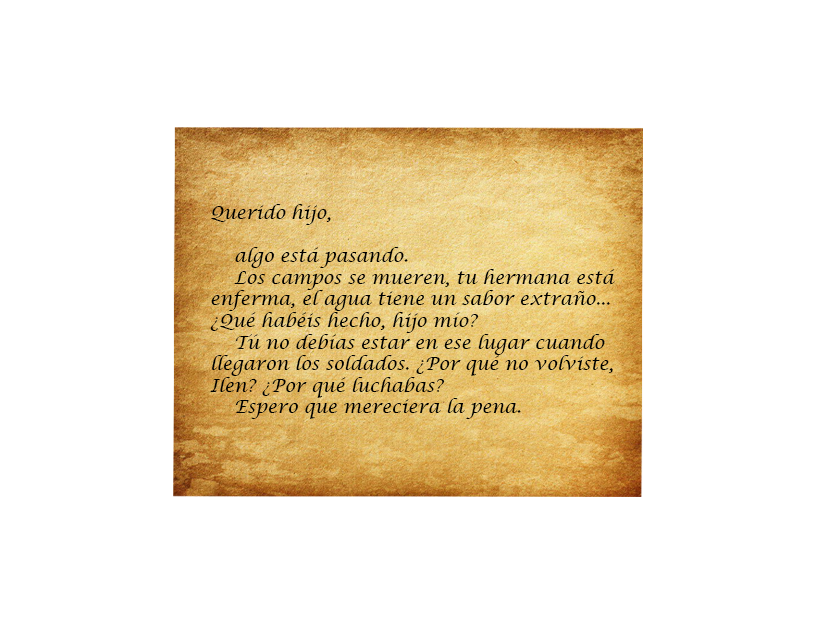 Querido hijo,
algo está pasando.
Los campos se mueren, tu hermana está
enferma, el agua tiene un sabor extraño...
¿Qué habéis hecho, hijo mío?
Tú no debías estar en ese lugar cuando
llegaron los soldados. ¿Por qué no volviste,
Ilen? ¿Por qué luchabas?
Espero que mereciera la pena.